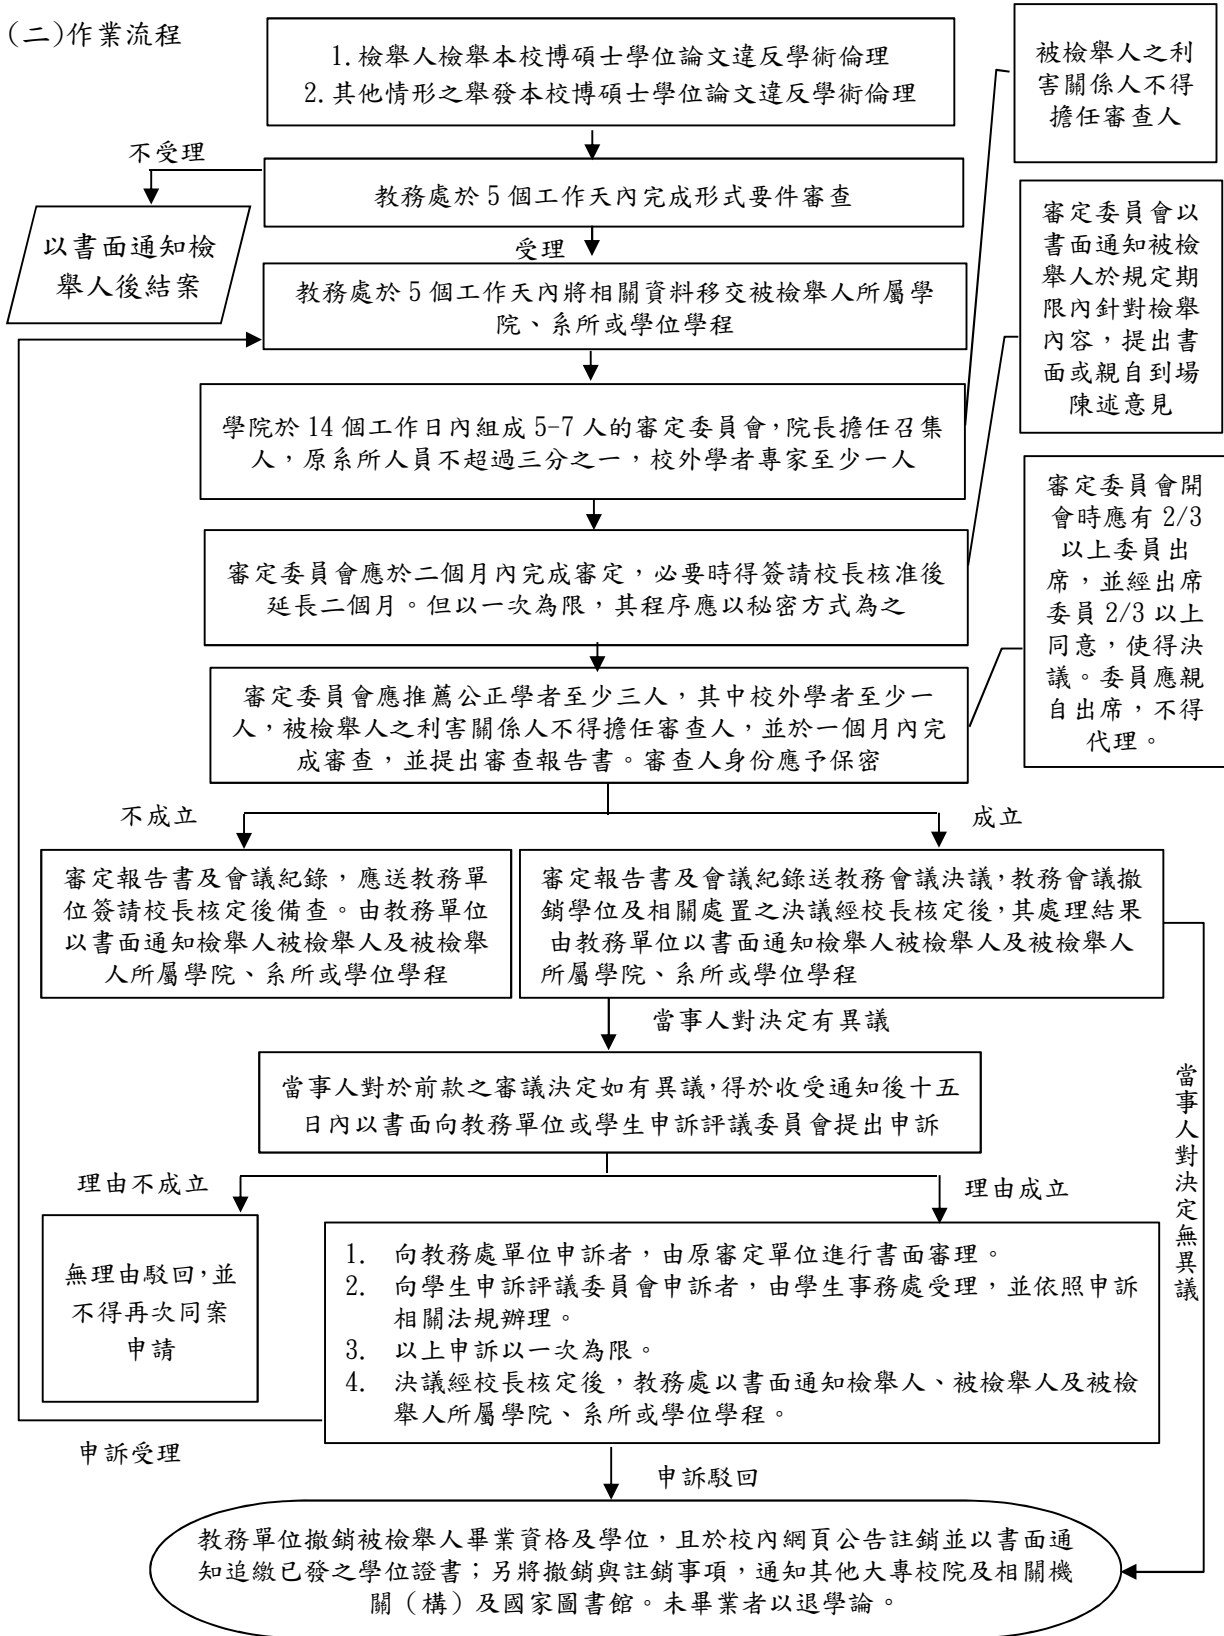 (二)作業流程
1.檢舉人檢舉本校博碩士學位論文違反學術倫理
2.其他情形之舉發本校博碩士學位論文違反學術倫理
被檢舉人之利
害關係人不得
擔任審查人
不受理
教務處於 5 個工作天內完成形式要件審查
以書面通知檢
舉人後結案
受理
教務處於 5 個工作天內將相關資料移交被檢舉人所屬學
院、系所或學位學程
審定委員會以
書面通知被檢
舉人於規定期
限內針對檢舉
內容，提出書
面或親自到場
陳述意見
學院於 14 個工作日內組成 5-7 人的審定委員會，院長擔任召集
人，原系所人員不超過三分之一，校外學者專家至少一人
審定委員會應於二個月內完成審定，必要時得簽請校長核准後
延長二個月。但以一次為限，其程序應以秘密方式為之
審定委員會開
會時應有 2/3
以上委員出
席，並經出席
委員 2/3 以上
同意，使得決
議。委員應親
自出席，不得
代理。
審定委員會應推薦公正學者至少三人，其中校外學者至少一
人，被檢舉人之利害關係人不得擔任審查人，並於一個月內完
成審查，並提出審查報告書。審查人身份應予保密
不成立
成立
審定報告書及會議紀錄，應送教務單
位簽請校長核定後備查。由教務單位
以書面通知檢舉人被檢舉人及被檢舉
人所屬學院、系所或學位學程
審定報告書及會議紀錄送教務會議決議，教務會議撤
銷學位及相關處置之決議經校長核定後，其處理結果
由教務單位以書面通知檢舉人被檢舉人及被檢舉人
所屬學院、系所或學位學程
當事人對決定有異議
當事人對決定無異議
當事人對於前款之審議決定如有異議，得於收受通知後十五
日內以書面向教務單位或學生申訴評議委員會提出申訴
理由不成立
理由成立
無理由駁回，並
不得再次同案
申請
1. 向教務處單位申訴者，由原審定單位進行書面審理。
2. 向學生申訴評議委員會申訴者，由學生事務處受理，並依照申訴
相關法規辦理。
3. 以上申訴以一次為限。
4. 決議經校長核定後，教務處以書面通知檢舉人、被檢舉人及被檢
舉人所屬學院、系所或學位學程。
申訴受理
申訴駁回
教務單位撤銷被檢舉人畢業資格及學位，且於校內網頁公告註銷並以書面通
知追繳已發之學位證書；另將撤銷與註銷事項，通知其他大專校院及相關機
關（構）及國家圖書館。未畢業者以退學論。